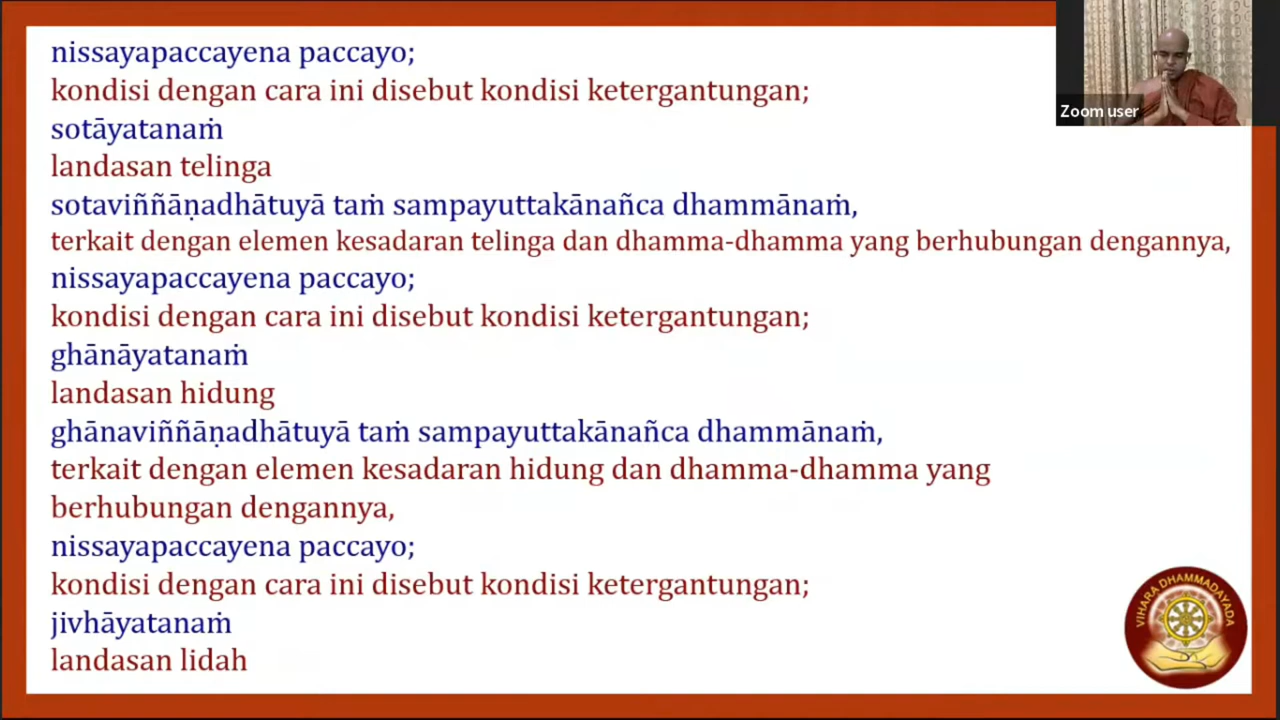 nissayapaccayena paccayo;
kondisi dengan cara ini disebut kondisi ketergantungan;
sotāyatanaṁ
landasan telinga
sotaviññāṇadhātuyā taṁ sampayuttakānañca dhammānaṁ,
terkait dengan elemen kesadaran telinga dan dhamma-dhamma yang berhubungan dengannya,
nissayapaccayena paccayo;
kondisi dengan cara ini disebut kondisi ketergantungan;
ghānāyatanaṁ
landasan hidung
ghānaviññāṇadhātuyā taṁ sampayuttakānañca dhammānaṁ,
terkait dengan elemen kesadaran hidung dan dhamma-dhamma yang
berhubungan dengannya,
nissayapaccayena paccayo;
kondisi dengan cara ini disebut kondisi ketergantungan;
jivhāyatanaṁ
landasan lidah
Zoom user
VIHARA DHAMMADAYADA